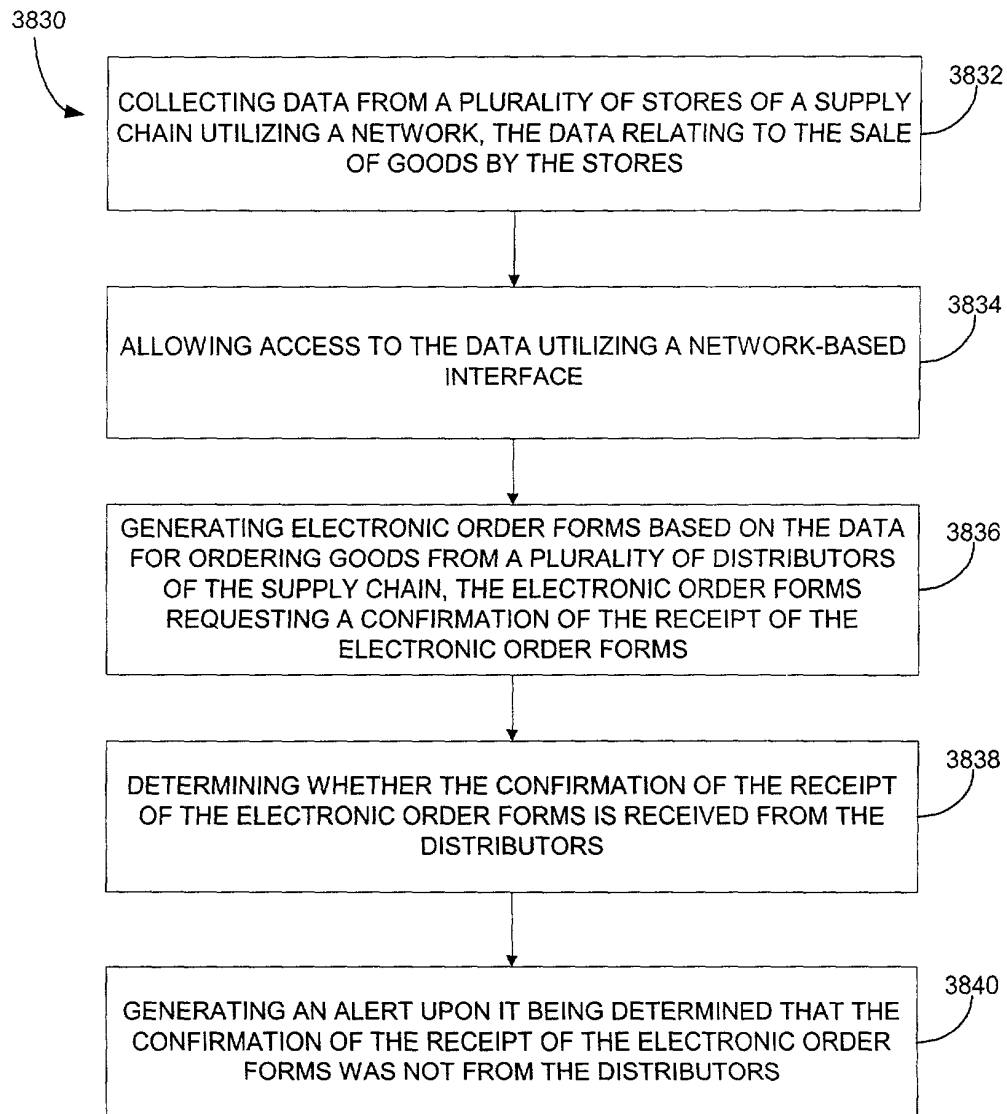 3830
3832
COLLECTING DATA FROM A PLURALITY OF STORES OF A SUPPLY
CHAIN UTILIZING A NETWORK, THE DATA RELATING TO THE SALE
OF GOODS BY THE STORES
3834
ALLOWING ACCESS TO THE DATA UTILIZING A NETWORK-BASED
INTERFACE
3836
GENERATING ELECTRONIC ORDER FORMS BASED ON THE DATA
FOR ORDERING GOODS FROM A PLURALITY OF DISTRIBUTORS
OF THE SUPPLY CHAIN, THE ELECTRONIC ORDER FORMS
REQUESTING A CONFIRMATION OF THE RECEIPT OF THE
ELECTRONIC ORDER FORMS
3838
DETERMINING WHETHER THE CONFIRMATION OF THE RECEIPT
OF THE ELECTRONIC ORDER FORMS IS RECEIVED FROM THE
DISTRIBUTORS
3840
GENERATING AN ALERT UPON IT BEING DETERMINED THAT THE
CONFIRMATION OF THE RECEIPT OF THE ELECTRONIC ORDER
FORMS WAS NOT FROM THE DISTRIBUTORS